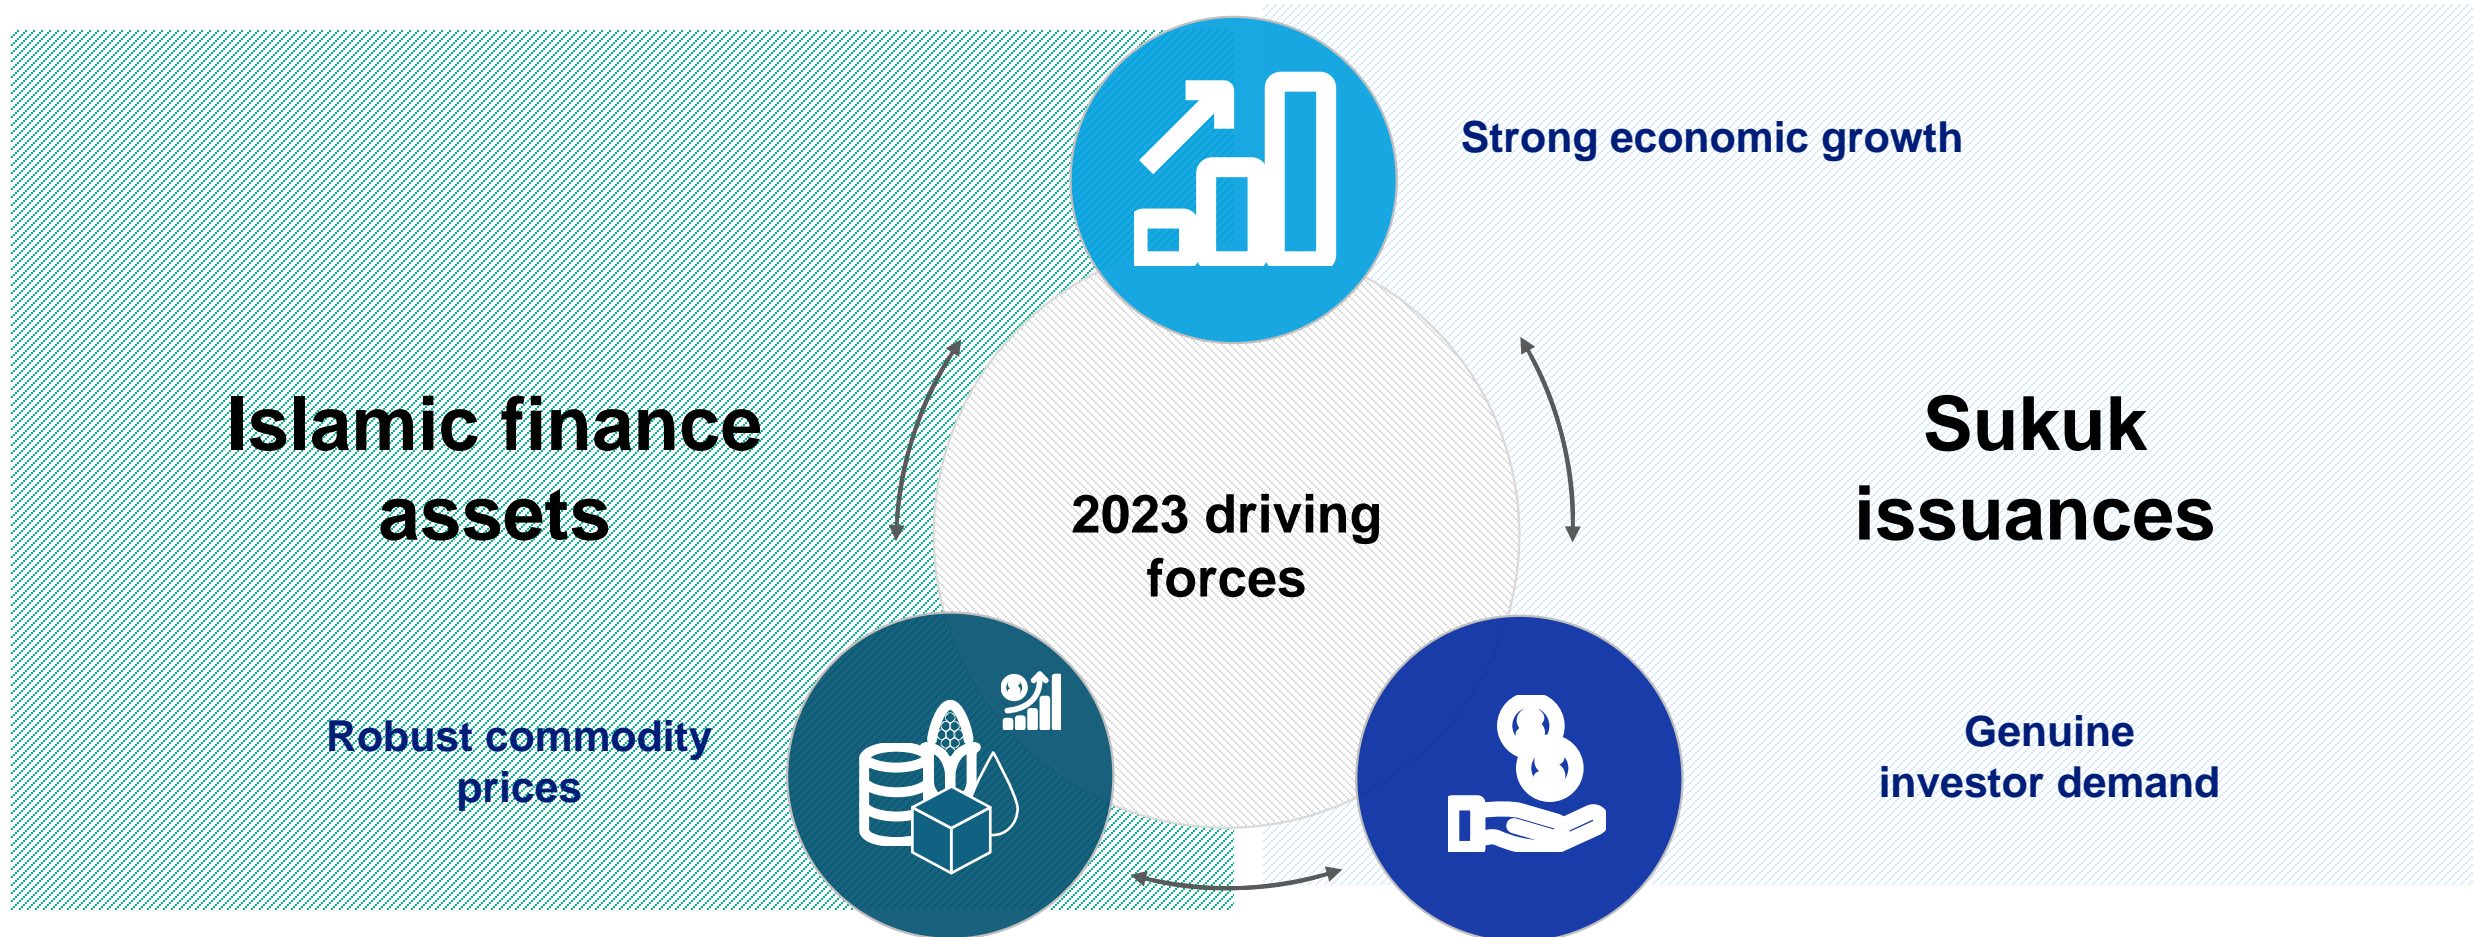 Strong economic growth
Islamic finance
assets
2023 driving
forces
Sukuk
issuances
Robust commodity
prices
Genuine
investor demand